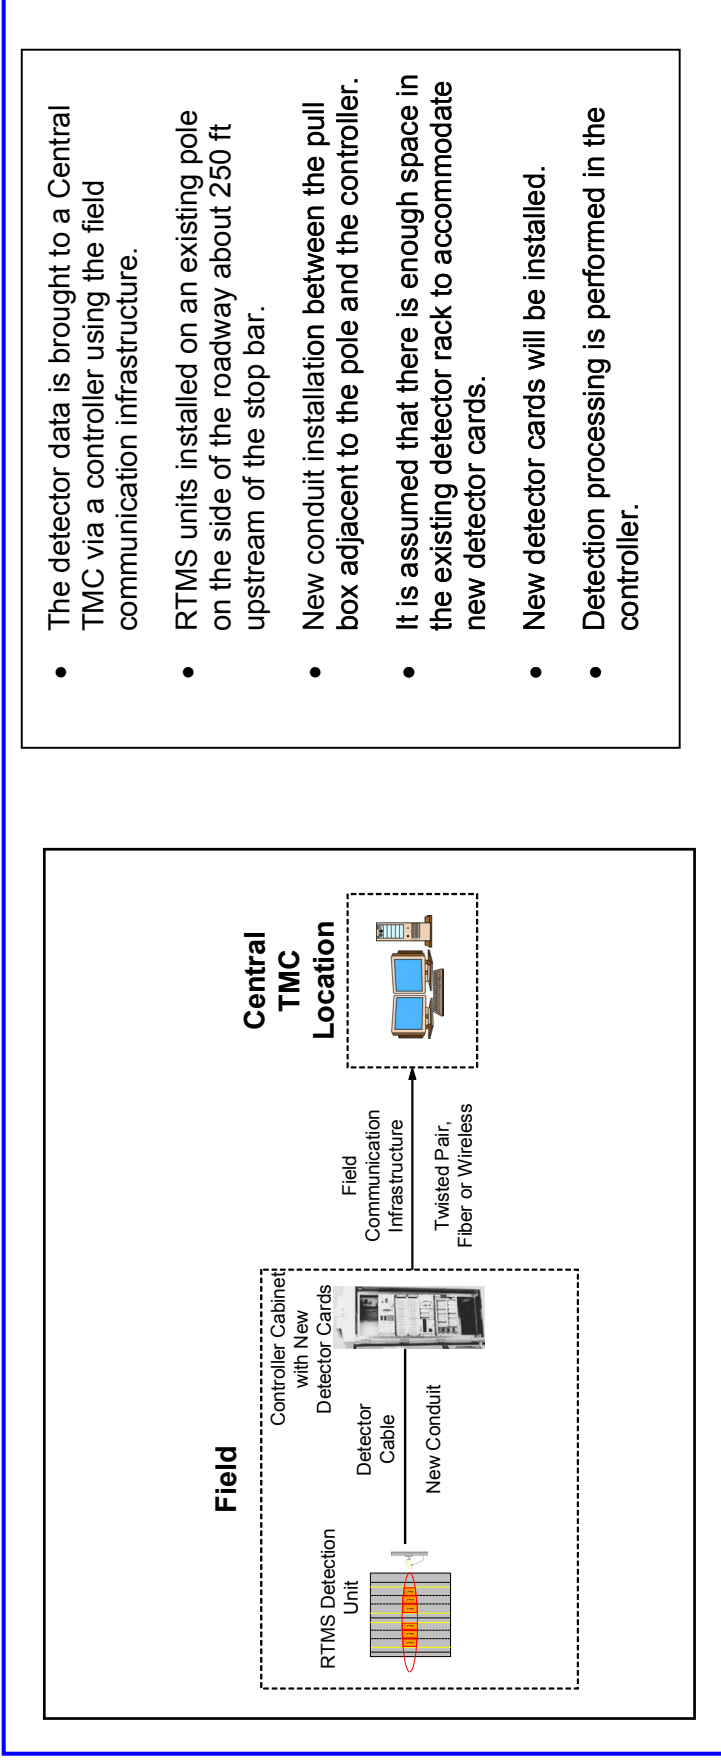 Field
Central
TMC
Location
RTMS Detection
Unit
Detector
Cable
New Conduit
Controller Cabinet
with New
Detector Cards
Field
Communication
Infrastructure
Twisted Pair,
Fiber or Wireless
• The detector data is brought to a Central
TMC via a controller using the field
communication infrastructure.
• RTMS units installed on an existing pole
on the side of the roadway about 250 ft
upstream of the stop bar.
• New conduit installation between the pull
box adjacent to the pole and the controller.
• It is assumed that there is enough space in
the existing detector rack to accommodate
new detector cards.
• New detector cards will be installed.
• Detection processing is performed in the
controller.